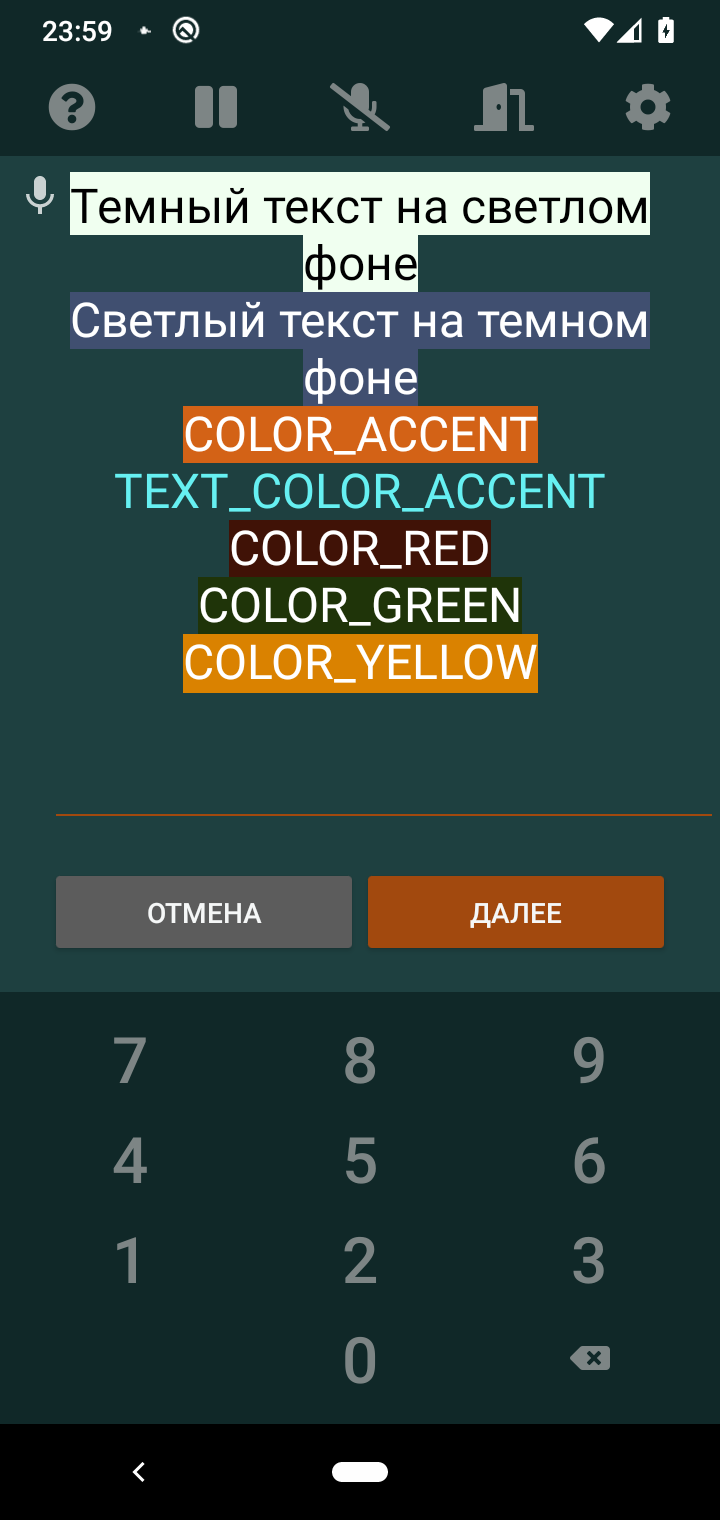 23:59
Темный текст на светлом
фоне
Светлый текст на темном
фоне
COLOR_ACCENT
TEXT_COLOR_ACCENT
COLOR_RED
COLOR_GREEN
COLOR_YELLOW
ОТМЕНА ДАЛЕЕ
7 8 9
4 5 6
1 2 3
0